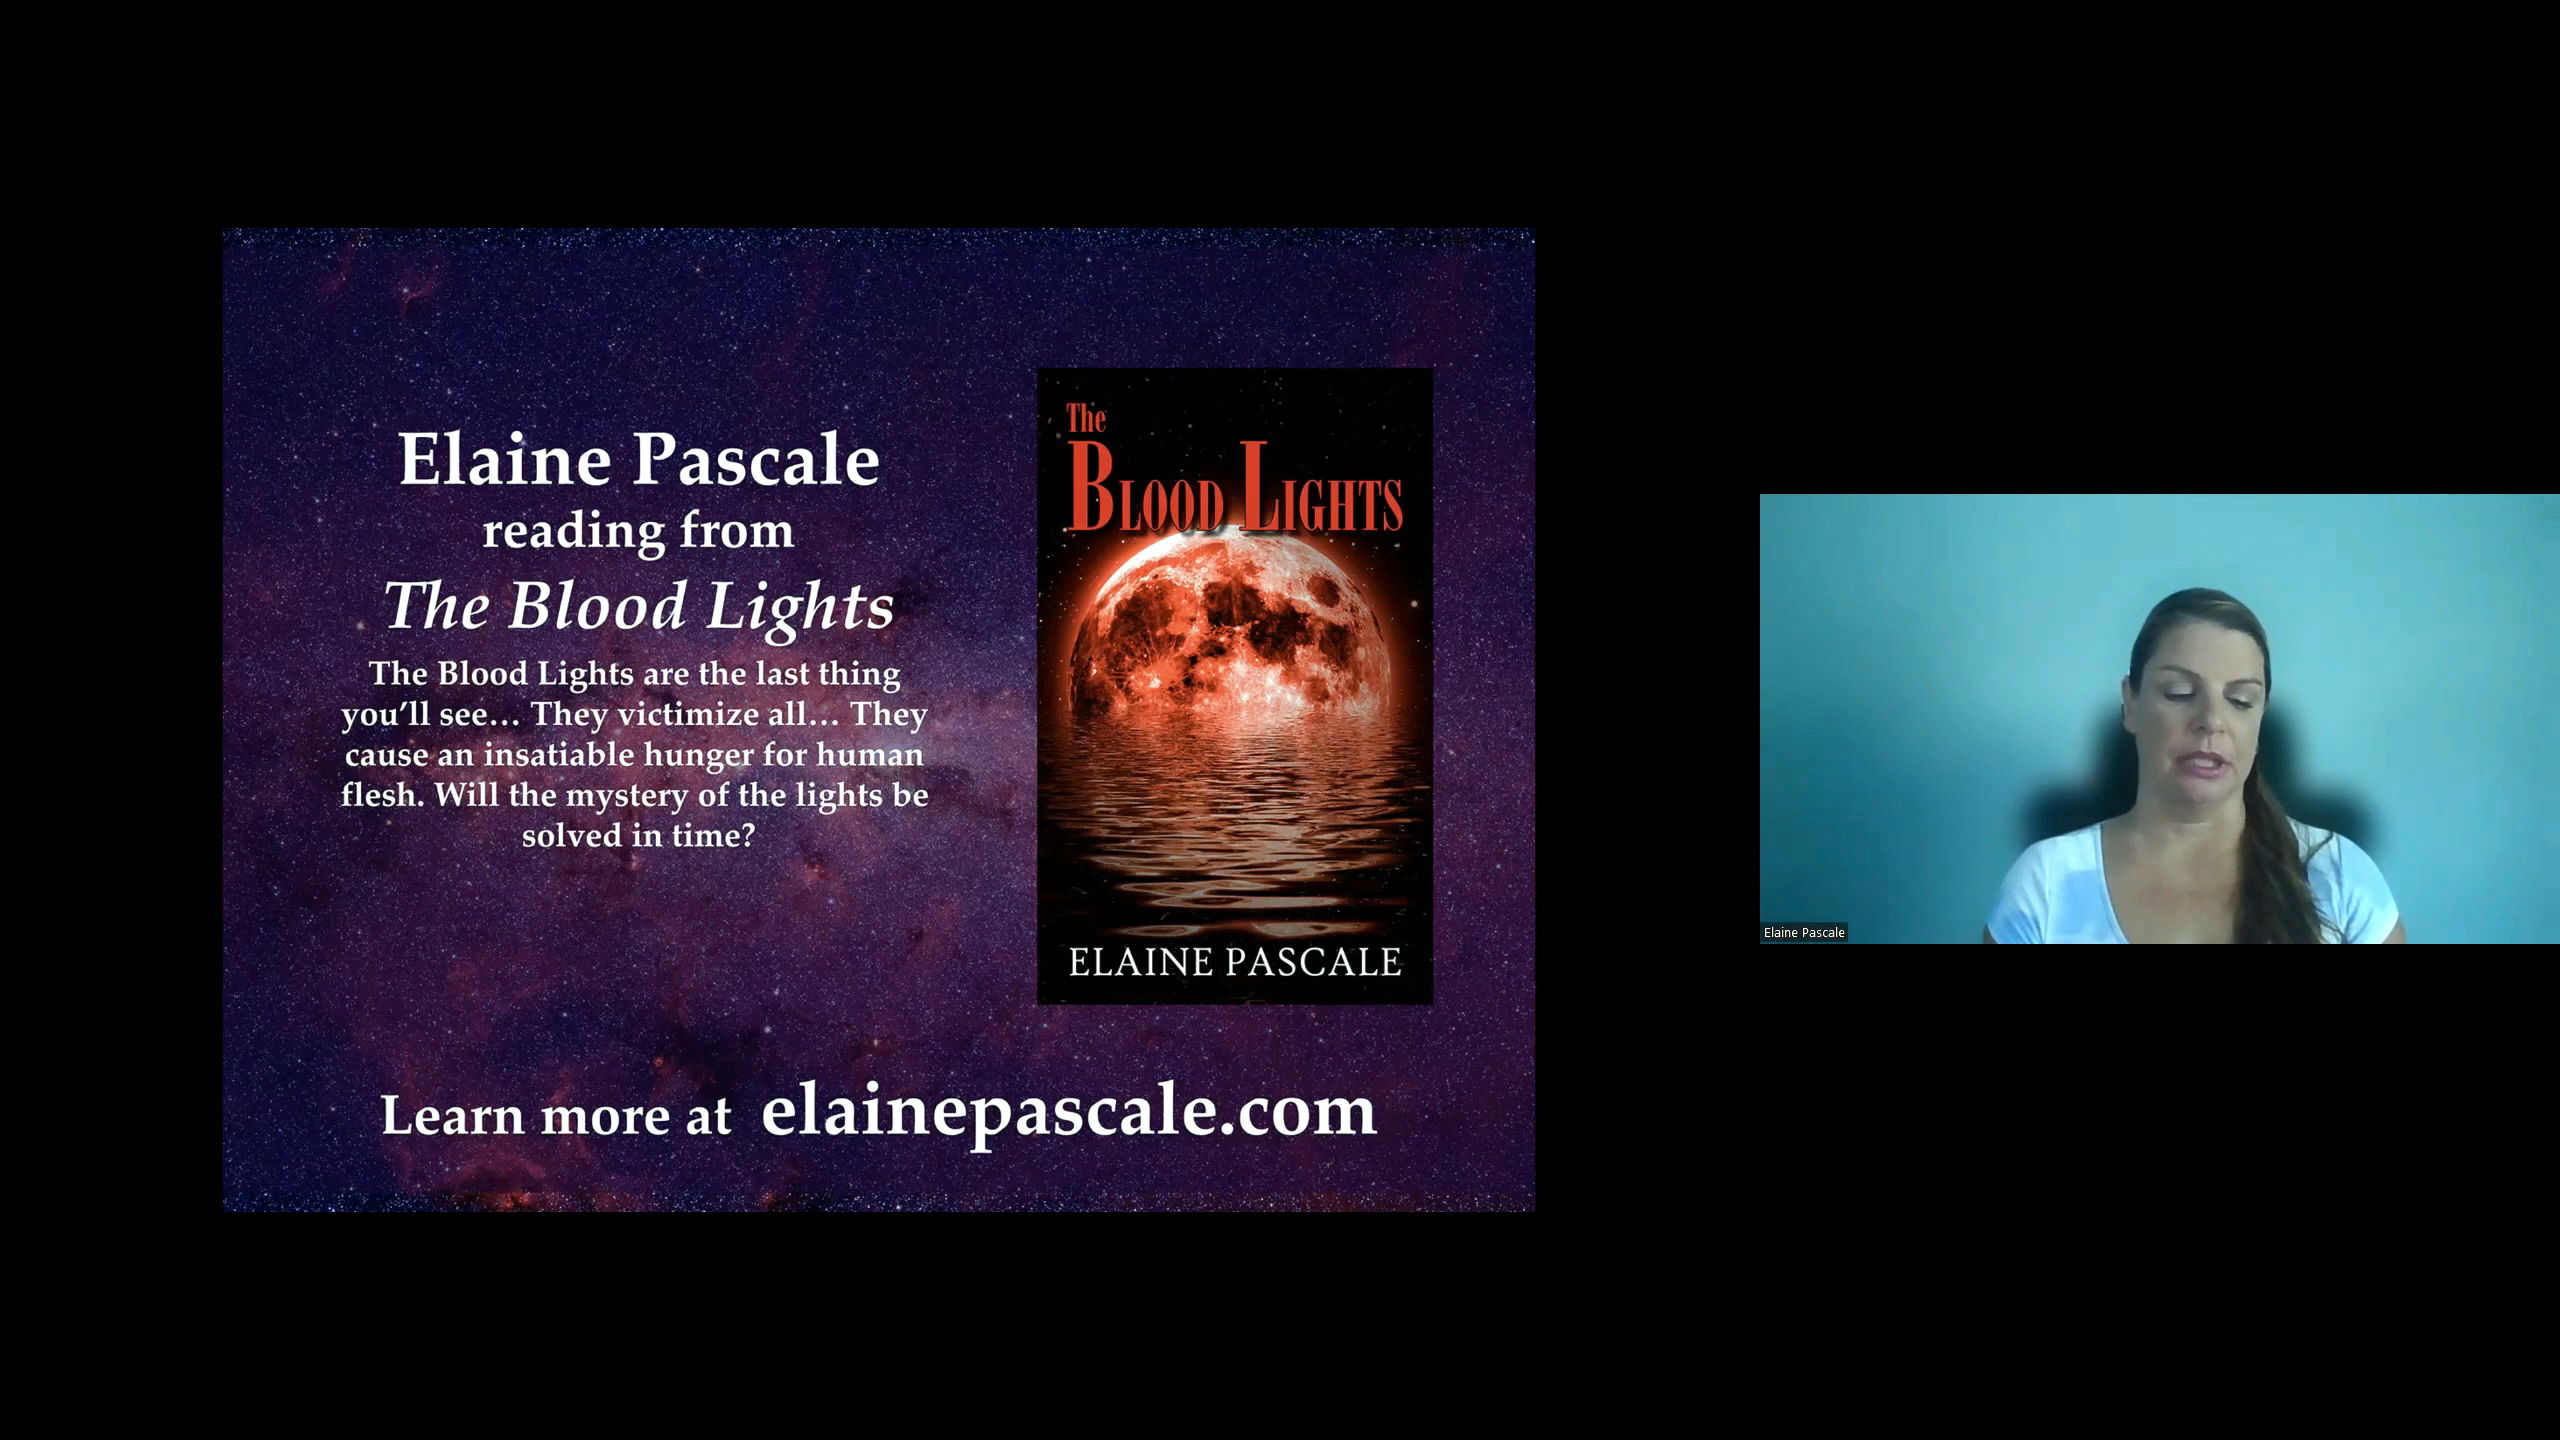 Elaine Pascale
reading from
The Blood Lights
The Blood Lights are the last thing
you’ll see… They victimize all… They
cause an insatiable hunger for human
flesh. Will the mystery of the lights be
solved in time?
The
BLOOD LIGHTS
ELAINE PASCALE
Learn more at elainepascale.com
Elaine Pascale